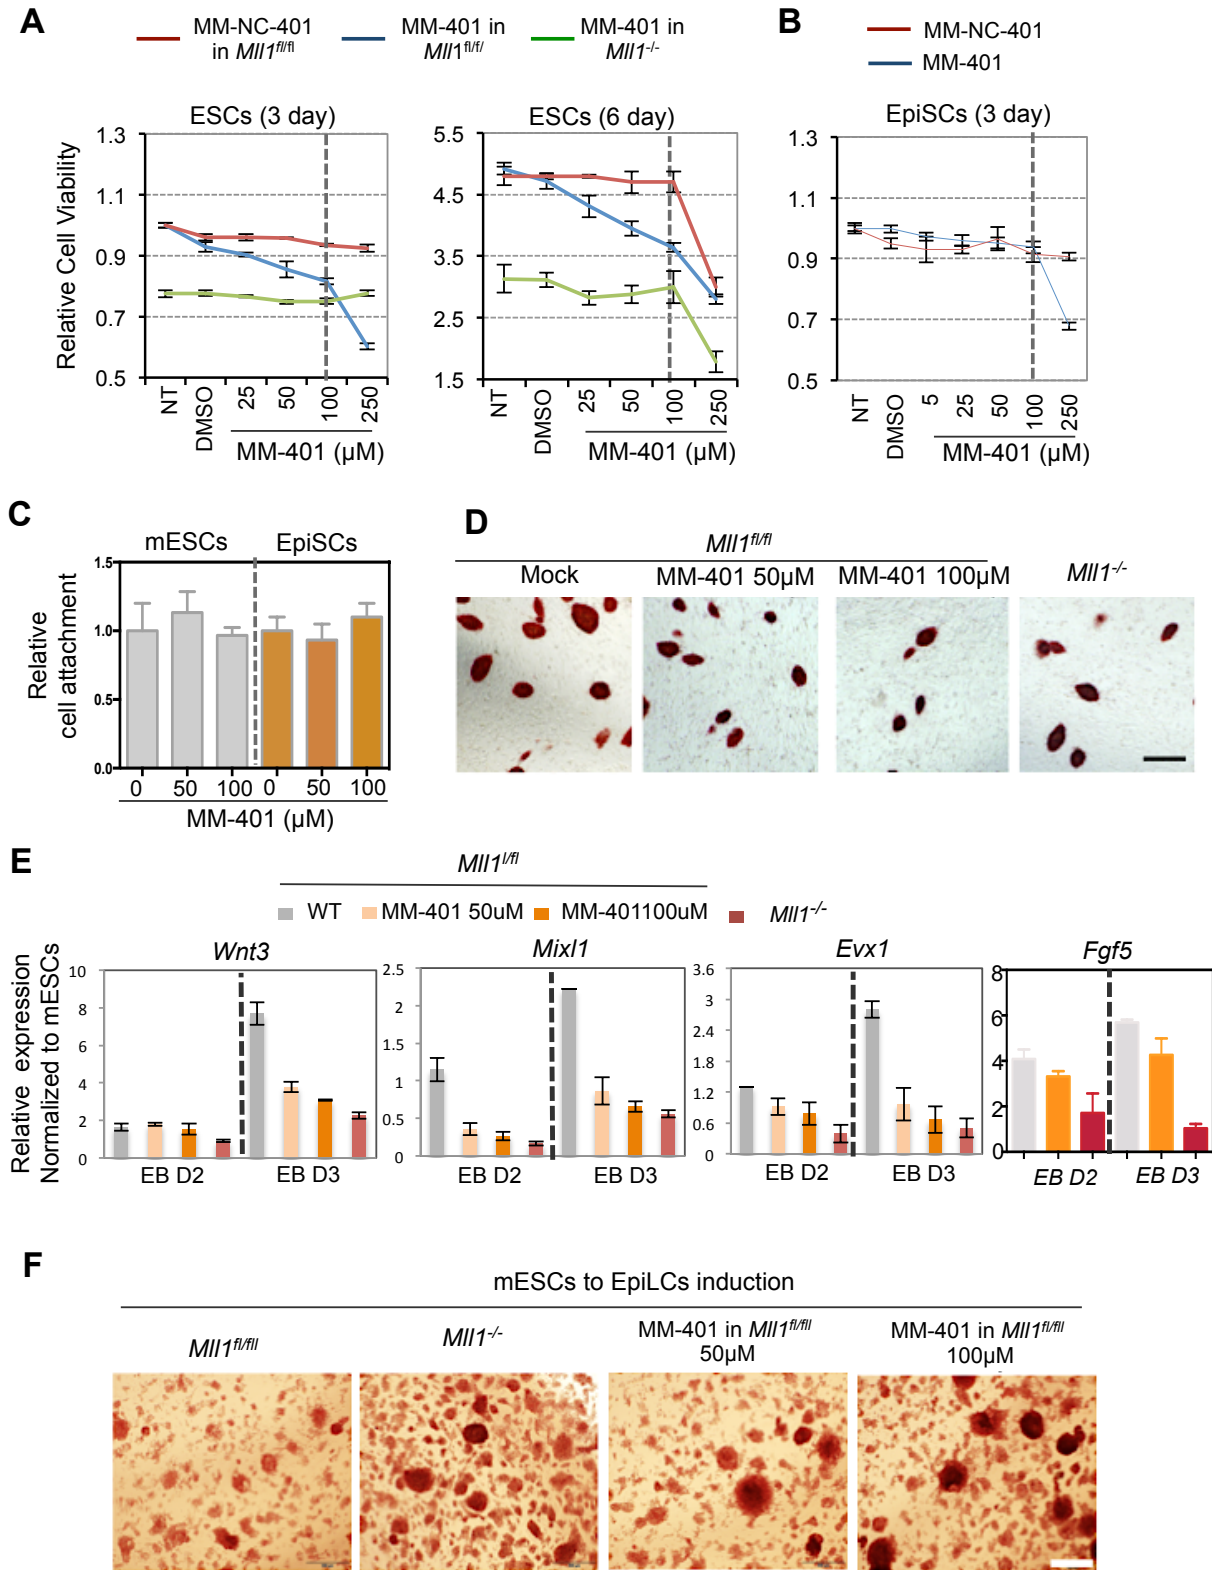 A
MM-NC-401
in Mll1fl/fl
MM-401 in
Mll1fl/f/
MM-401 in
Mll1-/-
B
MM-NC-401
MM-401
ESCs (3 day)
ESCs (6 day)
EpiSCs (3 day)
Relative Cell Viability
1.3
1.1
0.9
0.7
0.5
NT
DMSO
25
50
100
250
MM-401 (μM)
5.5
4.5
3.5
2.5
1.5
NT
DMSO
25
50
100
250
MM-401 (μM)
1.3
1.1
0.9
0.7
0.5
NT
DMSO
5
25
50
100
250
MM-401 (μM)
C
mESCs
EpiSCs
Relative
cell attachment
1.5
1.0
0.5
0.0
0 50 100 0 50 100
MM-401 (μM)
D
Mll1fl/fl
Mock
MM-401 50μM
MM-401 100μM
Mll1-/-
E
Mll1l/fl
WT
MM-401 50uM
MM-401100uM
Mll1-/-
Relative expression
Normalized to mESCs
Wnt3
10
8
6
4
2
0
EB D2 EB D3
Mixl1
2.5
2
1.5
1
0.5
0
EB D2 EB D3
Evx1
3.6
3
2.4
1.8
1.2
0.6
0
EB D2 EB D3
Fgf5
8
6
4
2
0
EB D2 EB D3
F
mESCs to EpiLCs induction
Mll1fl/fll
Mll1-/-
MM-401 in Mll1fl/fll
50μM
MM-401 in Mll1fl/fll
100μM